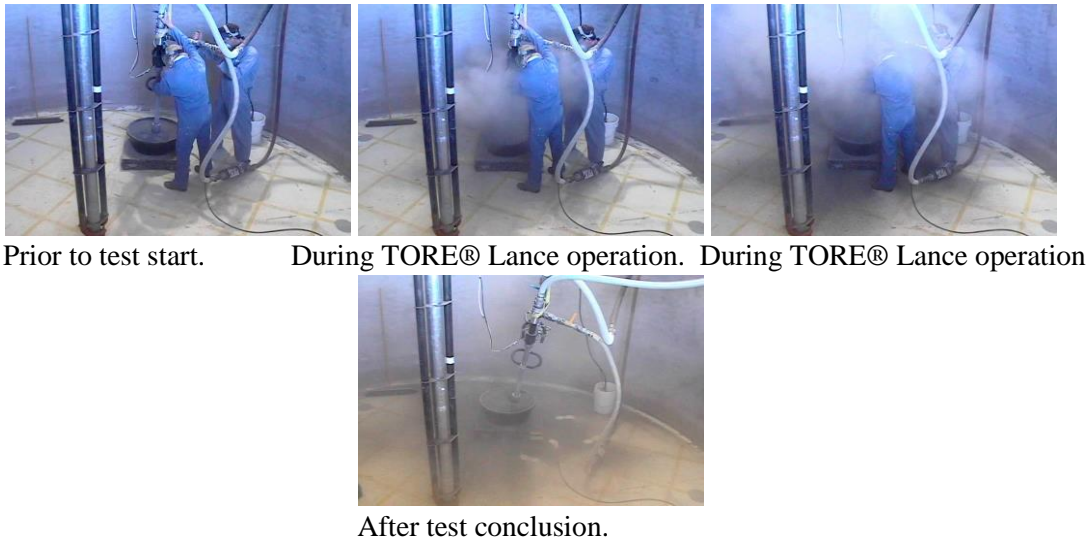 Prior to test start.
During TORE® Lance operation.
During TORE® Lance operation
After test conclusion.